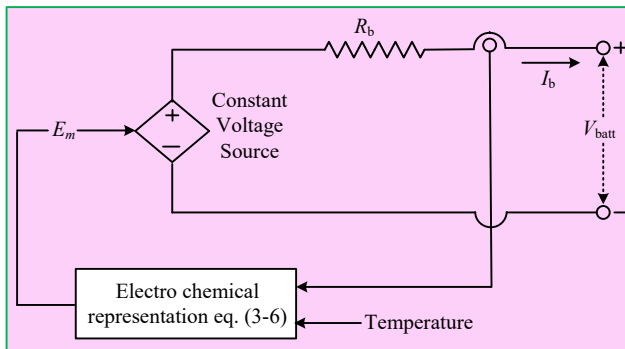 R_b
+
I_b
Constant
Voltage
Source
E_m
+
−
V_batt
−
Electro chemical
representation eq. (3-6)
Temperature